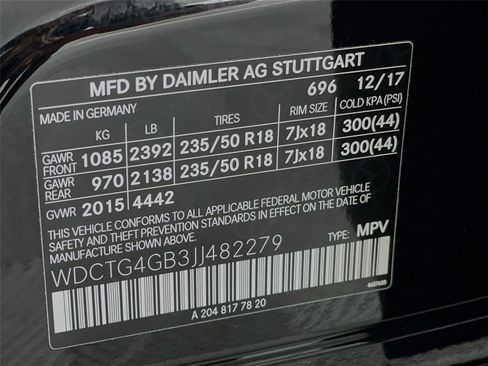 MFD BY DAIMLER AG STUTTGART
MADE IN GERMANY 696 12/17
KG LB TIRES RIM SIZE COLD KPA (PSI)
GAWR FRONT 1085 2392 235/50 R18 7Jx18 300(44)
GAWR REAR 970 2138 235/50 R18 7Jx18 300(44)
GVWR 2015 4442
THIS VEHICLE CONFORMS TO ALL APPLICABLE FEDERAL MOTOR VEHICLE
SAFETY BUMPER AND THEFT PREVENTION STANDARDS IN EFFECT ON
THE DATE OF MANUFACTURE SHOWN ABOVE.
WDCTG4GB3JJ482279 TYPE: MPV
A 204 817 78 20